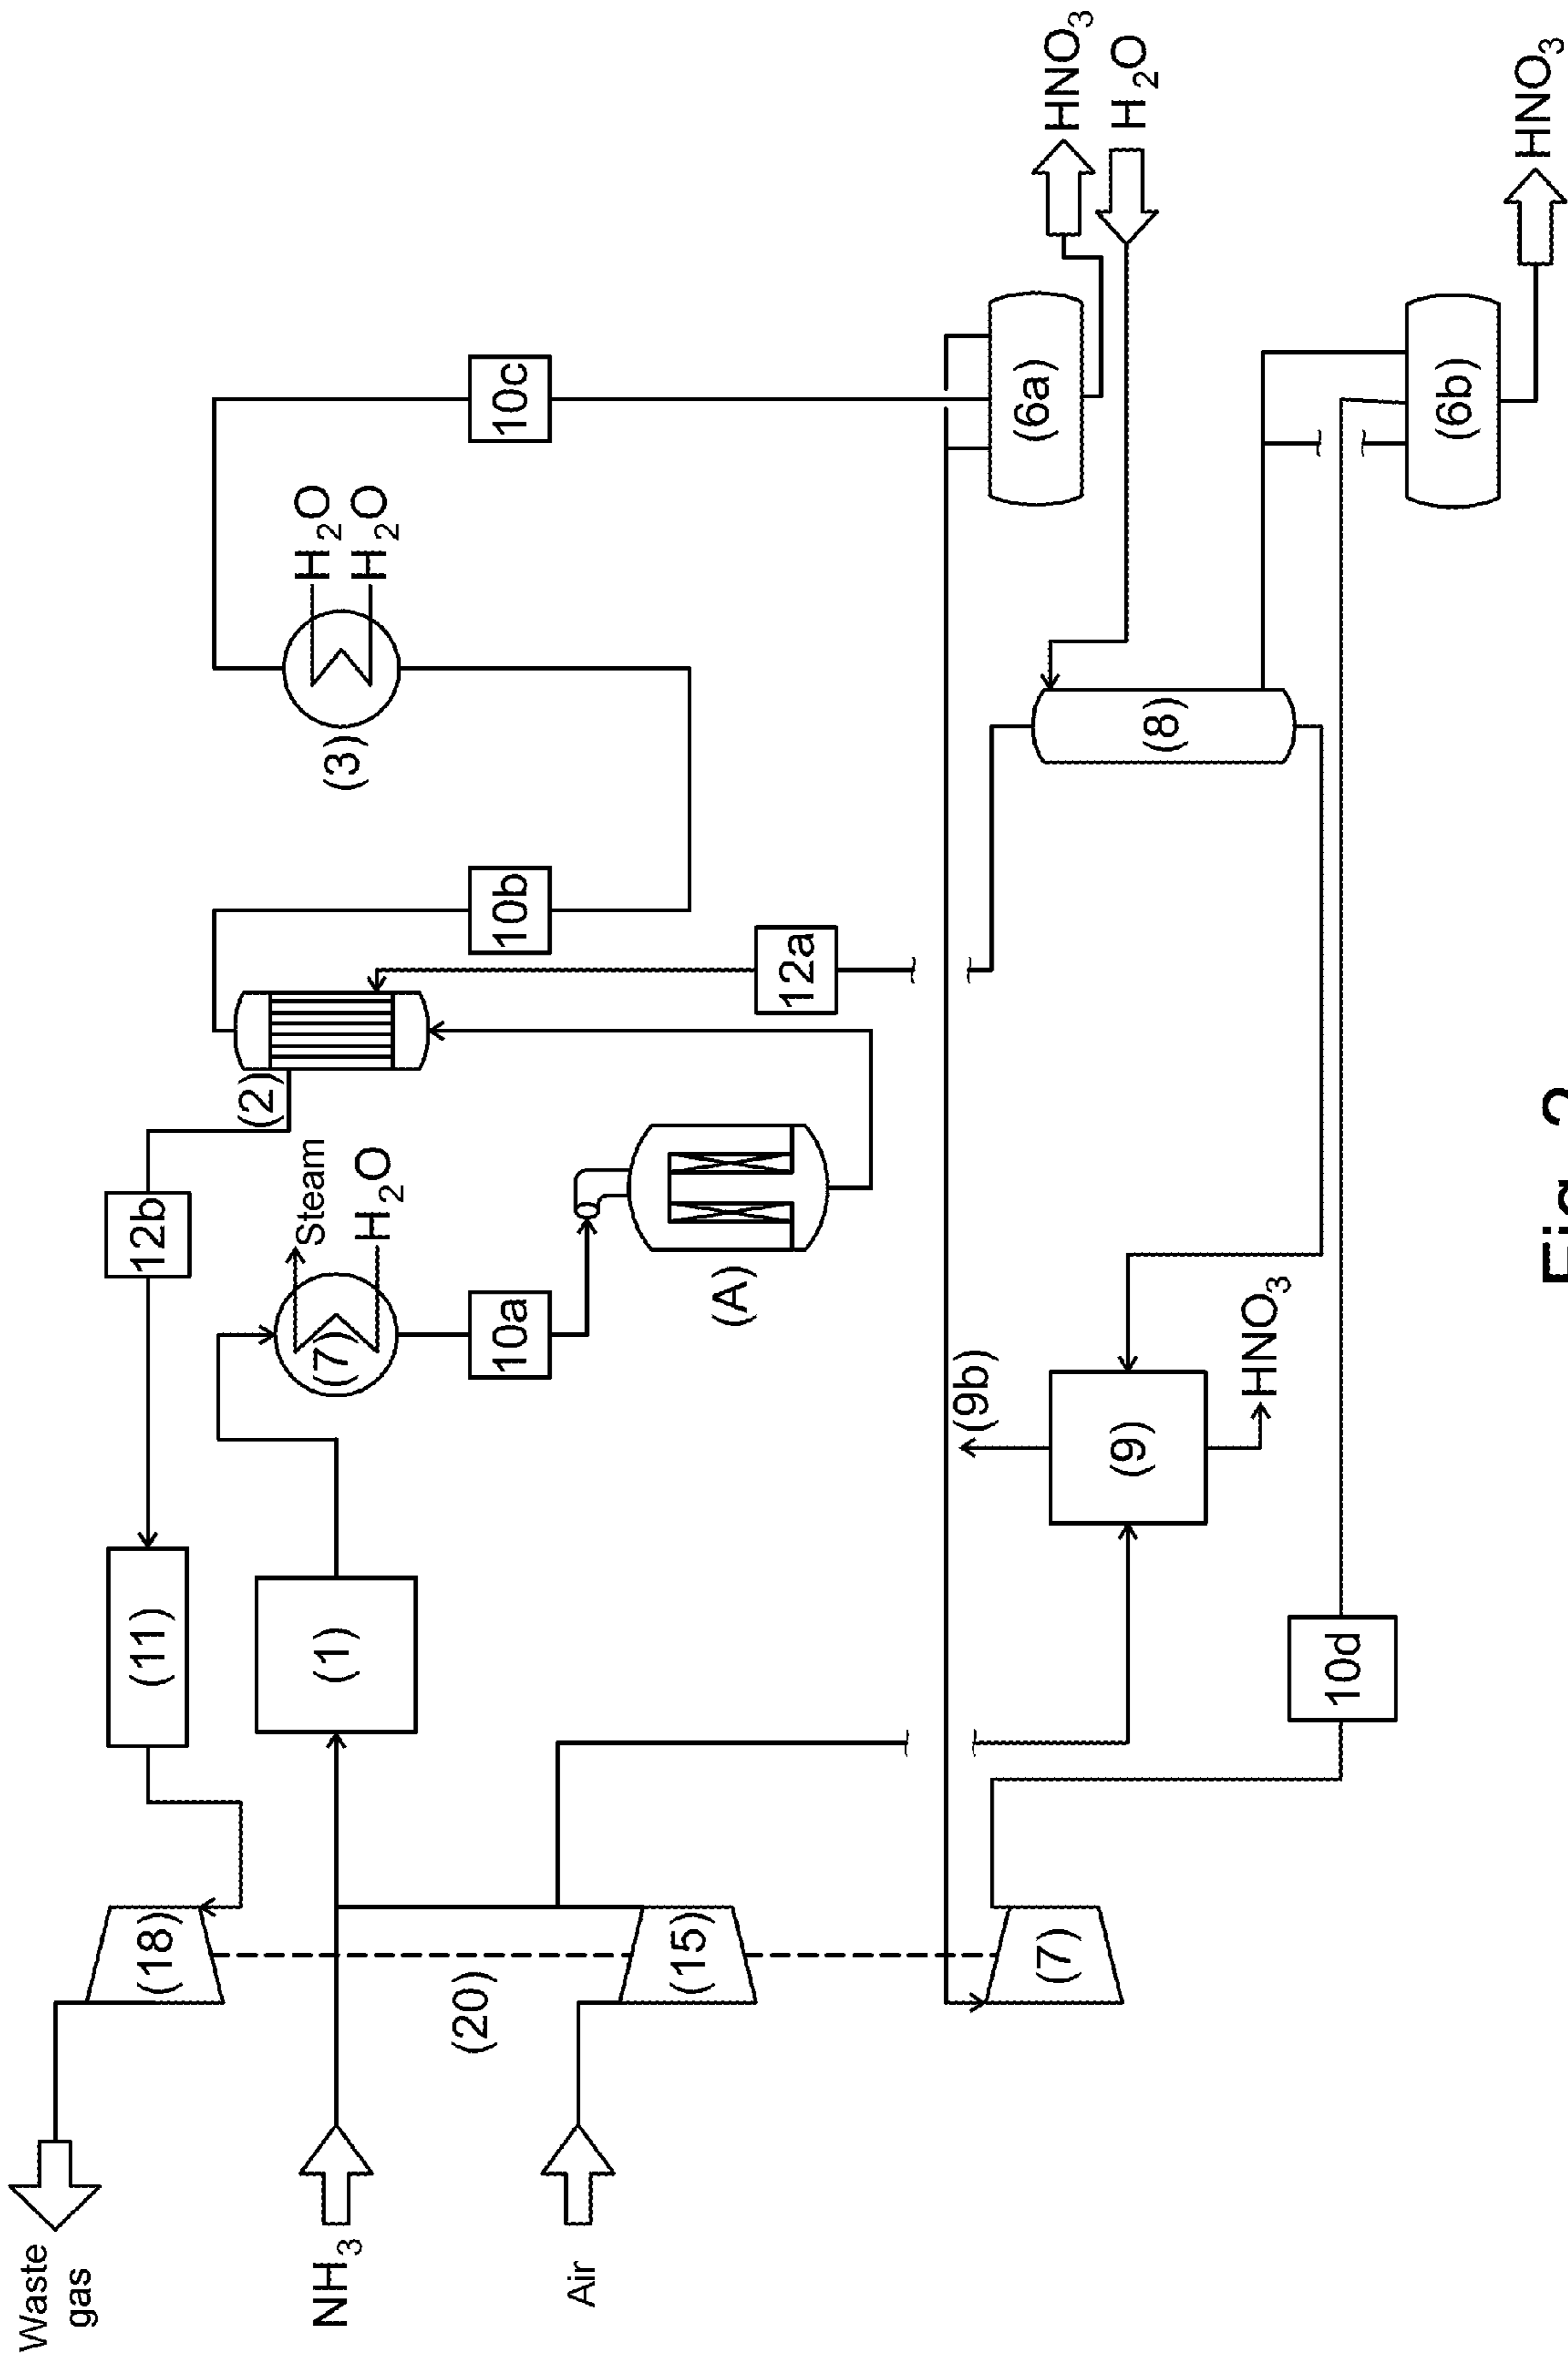 Waste
gas
(18)
(11)
12b
(2)
Steam
H₂O
H₂O
H₂O
NH₃
(1)
(7)
(3)
(20)
10a
10b
10c
Air
(15)
(A)
12a
(9b)
(6a)
HNO₃
H₂O
(7)
(9)
(8)
HNO₃
10d
(6b)
HNO₃
Fig. 2